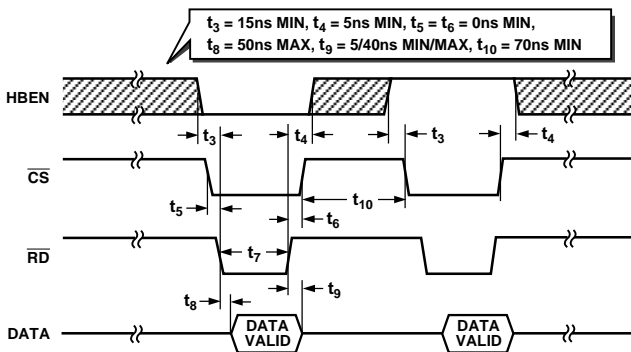 t3 = 15ns MIN, t4 = 5ns MIN, t5 = t6 = 0ns MIN,
t8 = 50ns MAX, t9 = 5/40ns MIN/MAX, t10 = 70ns MIN
HBEN
t3 t4 t3 t4
CS
t5 t6 t10
RD
t7
t8 t9
DATA
DATA VALID
DATA VALID